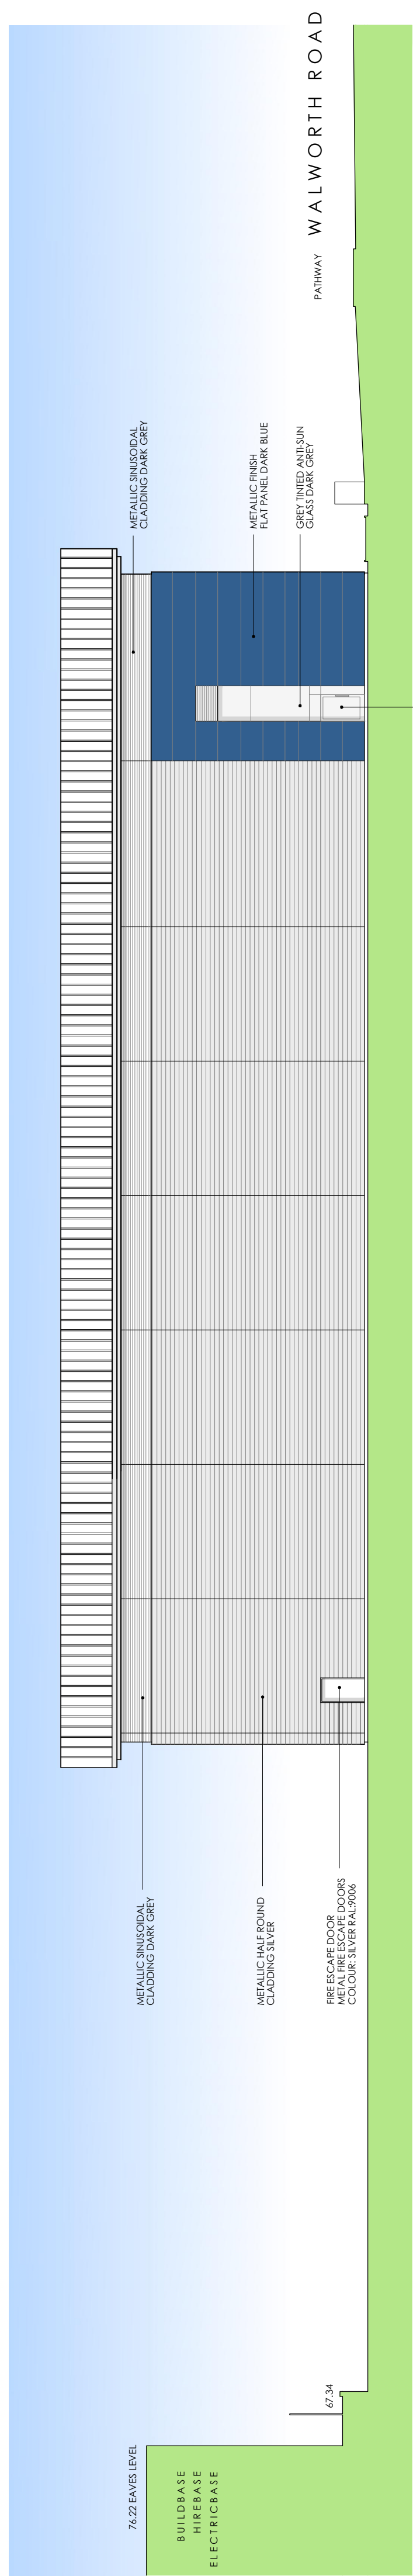 76.22 EAVES LEVEL
BUILDBASE
HIREBASE
ELECTRICBASE
67.34
METALLIC SINUSOIDAL
CLADDING DARK GREY
METALLIC HALF ROUND
CLADDING SILVER
FIRE ESCAPE DOOR
METAL FIRE ESCAPE DOORS
COLOUR: SILVER RAL:9006
METALLIC SINUSOIDAL
CLADDING DARK GREY
METALLIC FINISH
FLAT PANEL DARK BLUE
GREY TINTED ANTI-SUN
GLASS DARK GREY
PATHWAY
WALWORTH ROAD